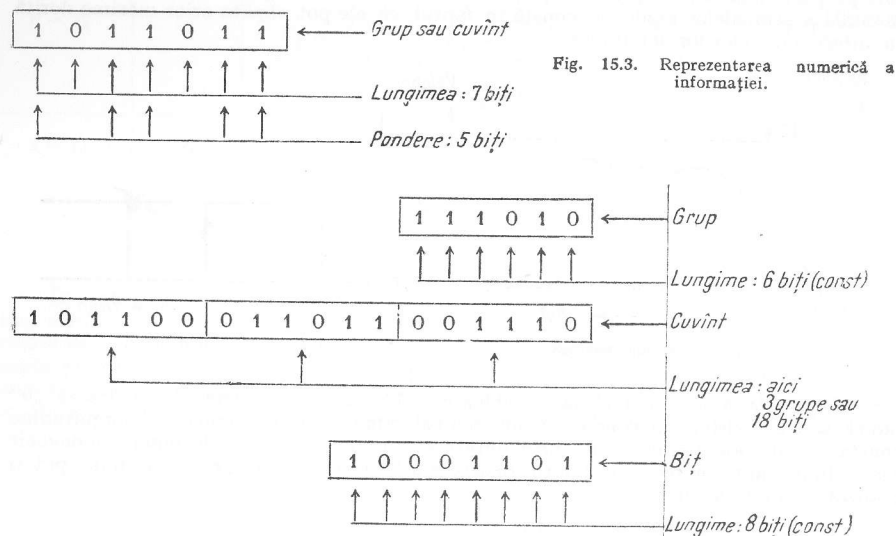 1 0 1 1 0 1 1
Grup sau cuvînt
Fig. 15.3. Reprezentarea numerică a
informației.
Lungimea : 7 biți
Pondere : 5 biți
1 1 1 0 1 0
Grup
Lungime : 6 biți (const)
1 0 1 1 0 0 0 1 1 0 1 1 0 0 1 1 1 0
Cuvînt
Lungimea : aici
3 grupe sau
18 biți
1 0 0 0 1 1 0 1
Biț
Lungime : 8 biți (const)